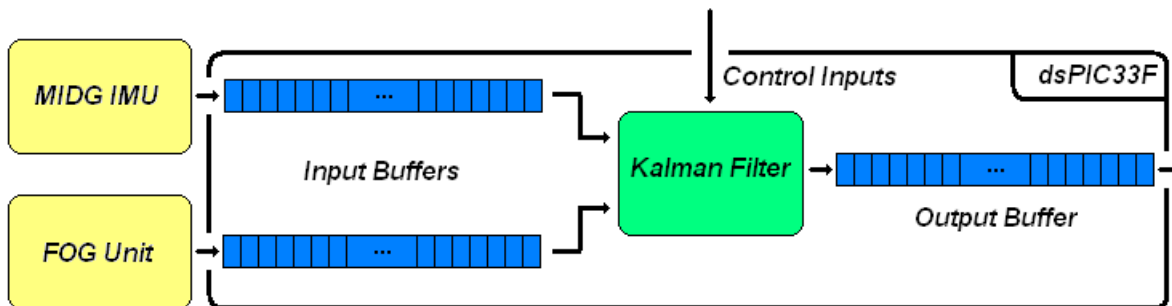 MIDG IMU
...
Control Inputs
dsPIC33F
Input Buffers
Kalman Filter
...
Output Buffer
FOG Unit
...